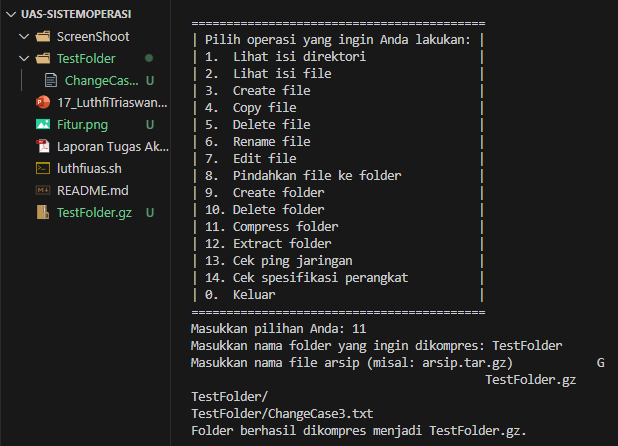 UAS-SISTEMOPERASI
ScreenShoot
TestFolder
ChangeCas... U
17_LuthfiTriaswan...
Fitur.png U
Laporan Tugas Ak...
luthfiuas.sh
README.md
TestFolder.gz U
==========================================
| Pilih operasi yang ingin Anda lakukan: |
| 1. Lihat isi direktori |
| 2. Lihat isi file |
| 3. Create file |
| 4. Copy file |
| 5. Delete file |
| 6. Rename file |
| 7. Edit file |
| 8. Pindahkan file ke folder |
| 9. Create folder |
| 10. Delete folder |
| 11. Compress folder |
| 12. Extract folder |
| 13. Cek ping jaringan |
| 14. Cek spesifikasi perangkat |
| 0. Keluar |
==========================================
Masukkan pilihan Anda: 11
Masukkan nama folder yang ingin dikompres: TestFolder
Masukkan nama file arsip (misal: arsip.tar.gz) G
TestFolder.gz
TestFolder/
TestFolder/ChangeCase3.txt
Folder berhasil dikompres menjadi TestFolder.gz.